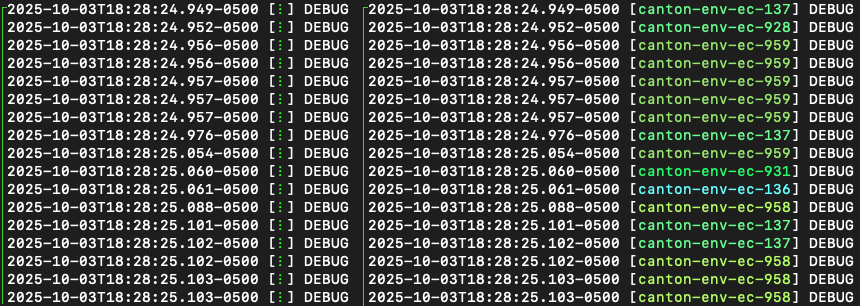 2025-10-03T18:28:24.949-0500 [⋮] DEBUG 2025-10-03T18:28:24.949-0500 [canton-env-ec-137] DEBUG
2025-10-03T18:28:24.952-0500 [⋮] DEBUG 2025-10-03T18:28:24.952-0500 [canton-env-ec-928] DEBUG
2025-10-03T18:28:24.956-0500 [⋮] DEBUG 2025-10-03T18:28:24.956-0500 [canton-env-ec-959] DEBUG
2025-10-03T18:28:24.956-0500 [⋮] DEBUG 2025-10-03T18:28:24.956-0500 [canton-env-ec-959] DEBUG
2025-10-03T18:28:24.957-0500 [⋮] DEBUG 2025-10-03T18:28:24.957-0500 [canton-env-ec-959] DEBUG
2025-10-03T18:28:24.957-0500 [⋮] DEBUG 2025-10-03T18:28:24.957-0500 [canton-env-ec-959] DEBUG
2025-10-03T18:28:24.957-0500 [⋮] DEBUG 2025-10-03T18:28:24.957-0500 [canton-env-ec-959] DEBUG
2025-10-03T18:28:24.976-0500 [⋮] DEBUG 2025-10-03T18:28:24.976-0500 [canton-env-ec-137] DEBUG
2025-10-03T18:28:25.054-0500 [⋮] DEBUG 2025-10-03T18:28:25.054-0500 [canton-env-ec-959] DEBUG
2025-10-03T18:28:25.060-0500 [⋮] DEBUG 2025-10-03T18:28:25.060-0500 [canton-env-ec-931] DEBUG
2025-10-03T18:28:25.061-0500 [⋮] DEBUG 2025-10-03T18:28:25.061-0500 [canton-env-ec-136] DEBUG
2025-10-03T18:28:25.088-0500 [⋮] DEBUG 2025-10-03T18:28:25.088-0500 [canton-env-ec-958] DEBUG
2025-10-03T18:28:25.101-0500 [⋮] DEBUG 2025-10-03T18:28:25.101-0500 [canton-env-ec-137] DEBUG
2025-10-03T18:28:25.102-0500 [⋮] DEBUG 2025-10-03T18:28:25.102-0500 [canton-env-ec-137] DEBUG
2025-10-03T18:28:25.102-0500 [⋮] DEBUG 2025-10-03T18:28:25.102-0500 [canton-env-ec-958] DEBUG
2025-10-03T18:28:25.103-0500 [⋮] DEBUG 2025-10-03T18:28:25.103-0500 [canton-env-ec-958] DEBUG
2025-10-03T18:28:25.103-0500 [⋮] DEBUG 2025-10-03T18:28:25.103-0500 [canton-env-ec-958] DEBUG